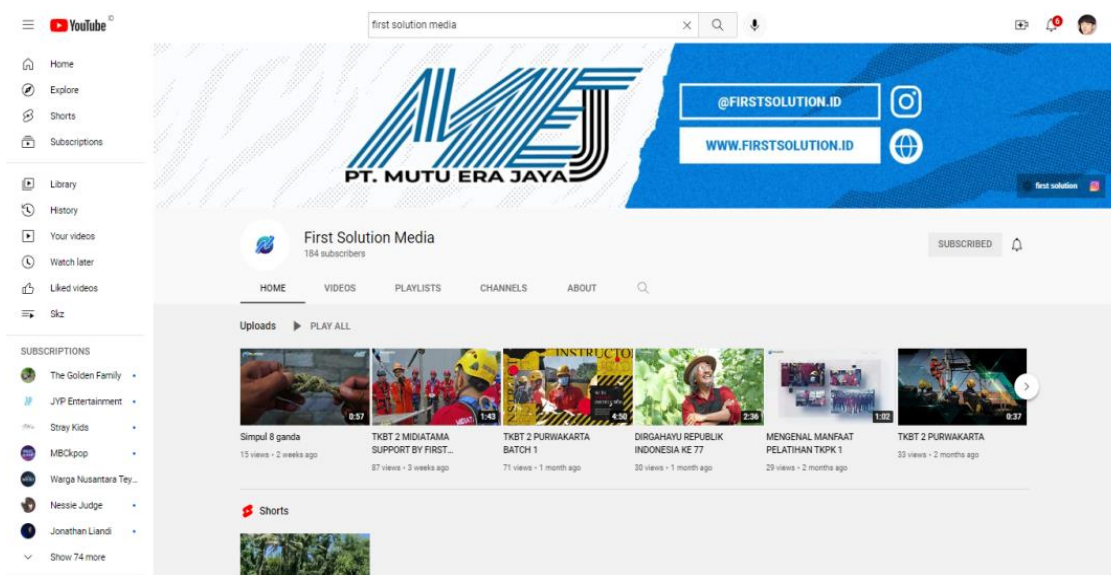 YouTube ID
first solution media
6
Home
Explore
Shorts
Subscriptions
Library
History
Your videos
Watch later
Liked videos
Skz
SUBSCRIPTIONS
The Golden Family
JYP Entertainment
Stray Kids
MBCkpop
Warga Nusantara Tey...
Nessie Judge
Jonathan Liandi
Show 74 more
MEJ
PT. MUTU ERA JAYA
@FIRSTSOLUTION.ID
WWW.FIRSTSOLUTION.ID
first solution
First Solution Media
184 subscribers
SUBSCRIBED
HOME VIDEOS PLAYLISTS CHANNELS ABOUT
Uploads PLAY ALL
0:57
Simpul 8 ganda
15 views • 2 weeks ago
1:43
TKBT 2 MIDIATAMA
SUPPORT BY FIRST...
87 views • 3 weeks ago
INSTRUCTO
4:50
TKBT 2 PURWAKARTA
BATCH 1
71 views • 1 month ago
2:36
DIRGAHAYU REPUBLIK
INDONESIA KE 77
30 views • 1 month ago
1:02
MENGENAL MANFAAT
PELATIHAN TKPK 1
29 views • 2 months ago
0:37
TKBT 2 PURWAKARTA
33 views • 2 months ago
Shorts